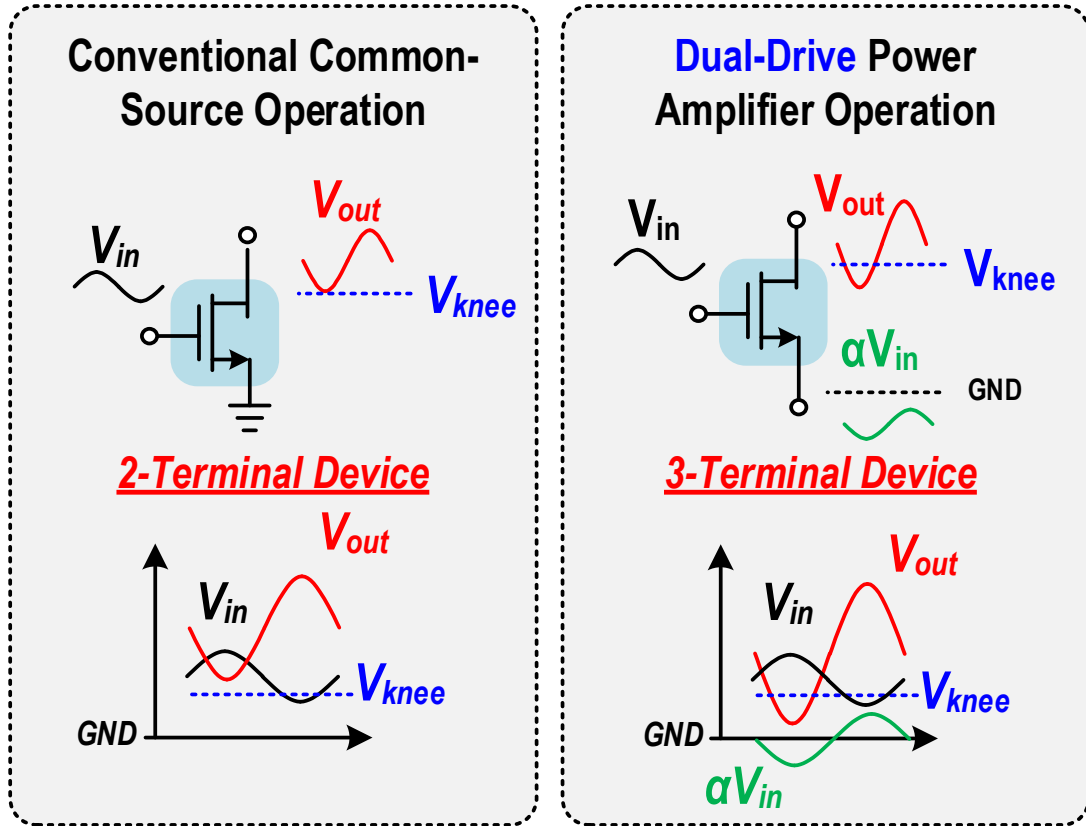 Conventional Common-
Source Operation
Vout
Vin
Vknee
2-Terminal Device
Vout
Vin
Vknee
GND
Dual-Drive Power
Amplifier Operation
Vout
Vin
Vknee
αVin
GND
3-Terminal Device
Vout
Vin
Vknee
GND
αVin